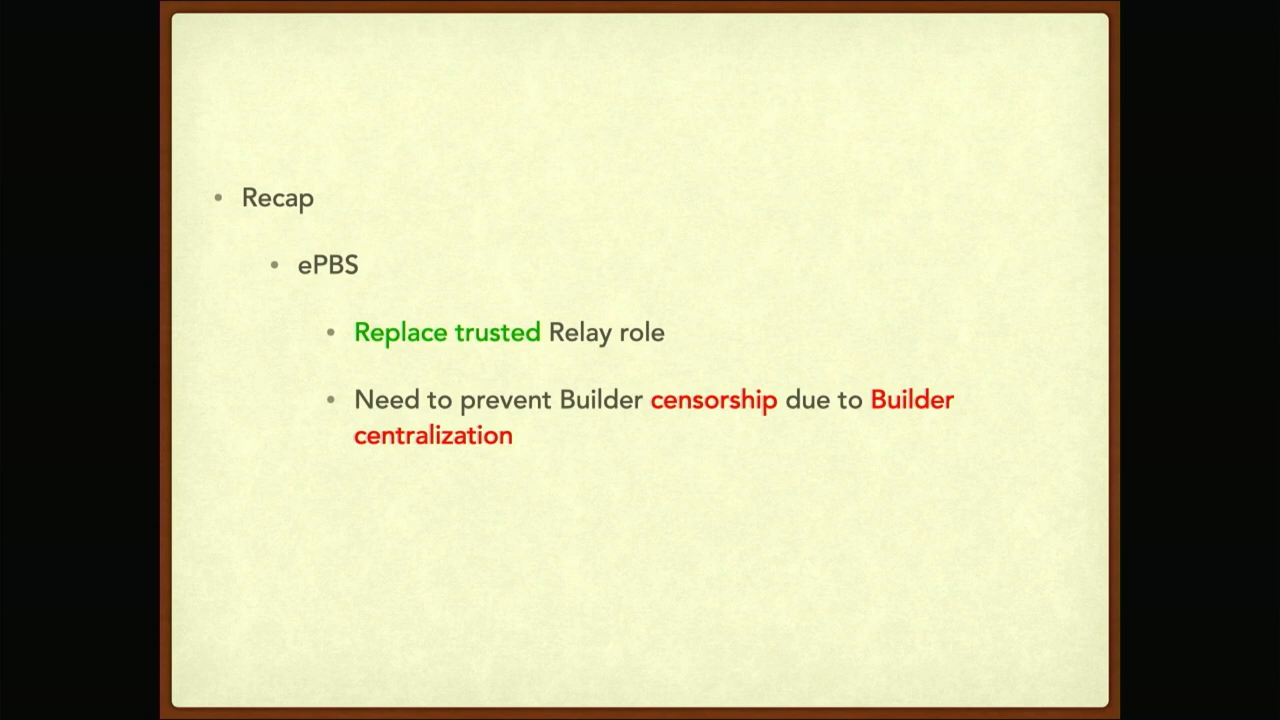 • Recap
• ePBS
• Replace trusted Relay role
• Need to prevent Builder censorship due to Builder
centralization